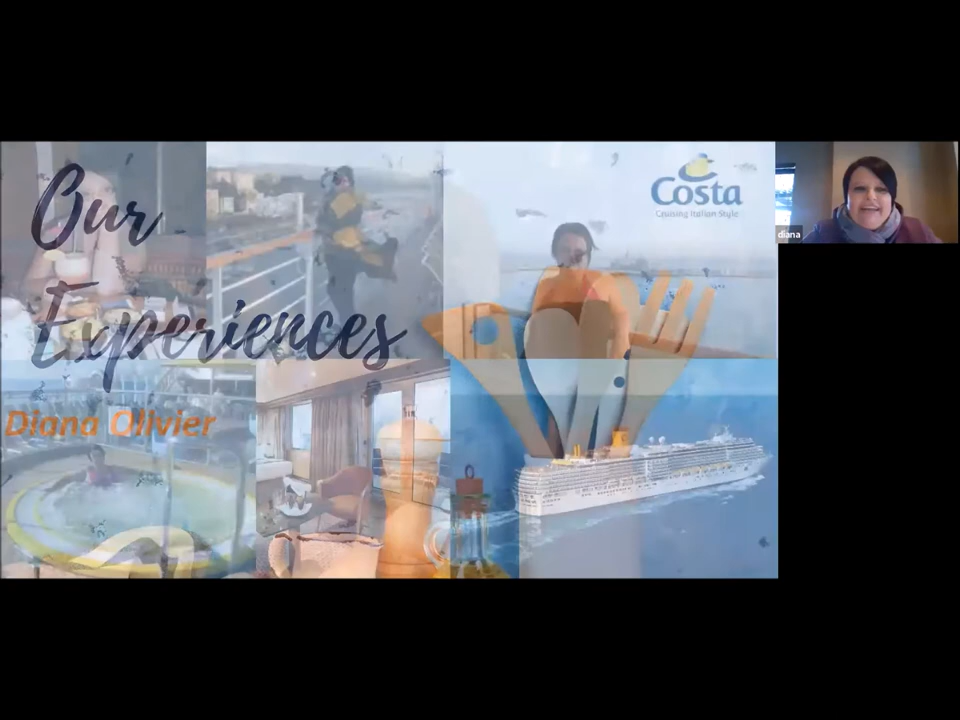 Our
Experiences
Diana Olivier
Costa
Cruising Italian Style
diana